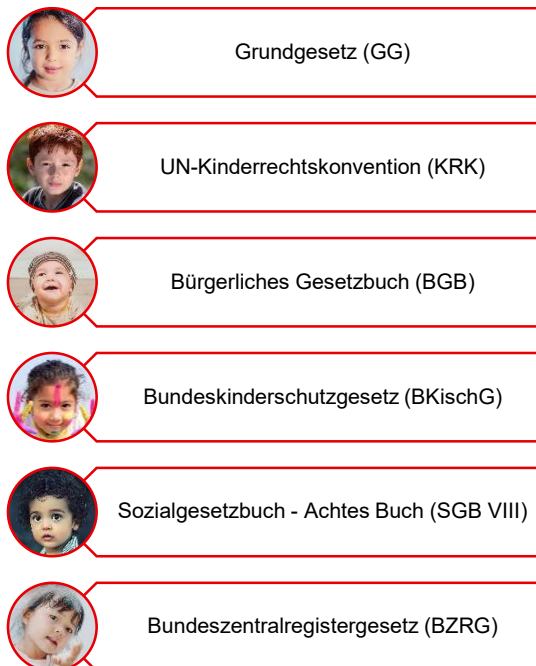 Grundgesetz (GG)
UN-Kinderrechtskonvention (KRK)
Bürgerliches Gesetzbuch (BGB)
Bundeskinderschutzgesetz (BKischG)
Sozialgesetzbuch - Achtes Buch (SGB VIII)
Bundeszentralregistergesetz (BZRG)